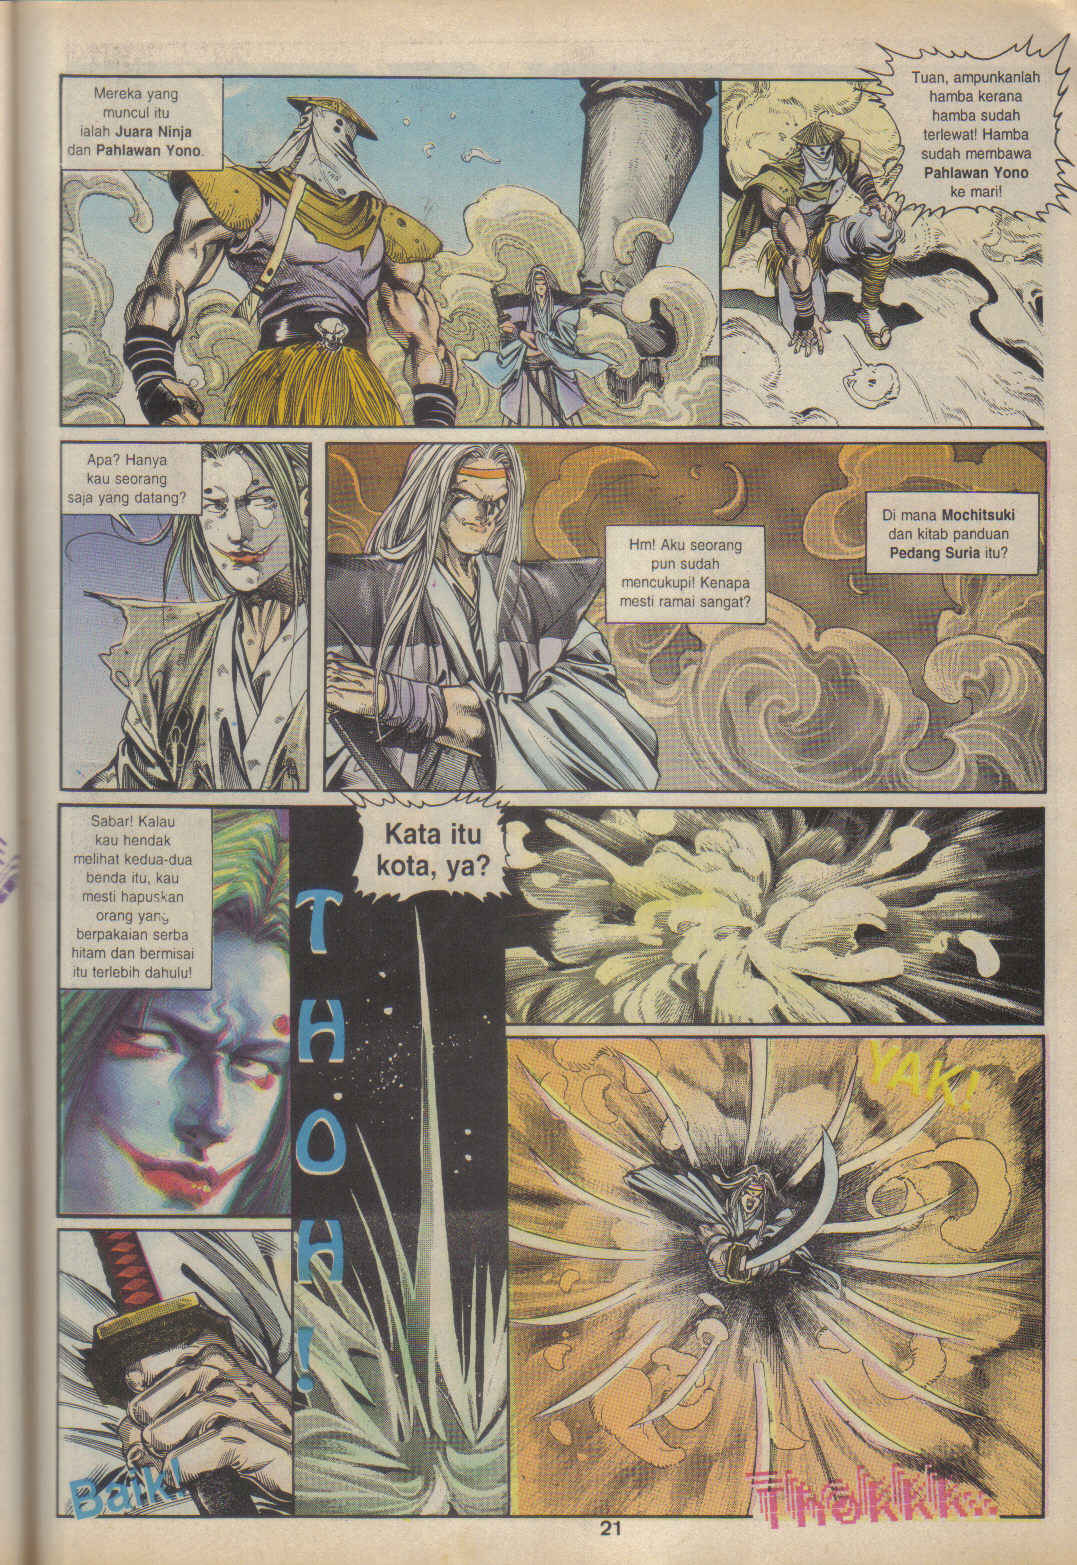 Mereka yang
muncul itu
ialah Juara Ninja
dan Pahlawan Yono.
Tuan, ampunkanlah
hamba kerana
hamba sudah
terlewat! Hamba
sudah membawa
Pahlawan Yono
ke mari!
Apa? Hanya
kau seorang
saja yang datang?
Hm! Aku seorang
pun sudah
mencukupi! Kenapa
mesti ramai sangat?
Di mana Mochitsuki
dan kitab panduan
Pedang Suria itu?
Sabar! Kalau
kau hendak
melihat kedua-dua
benda itu, kau
mesti hapuskan
orang yang
berpakaian serba
hitam dan bermisai
itu terlebih dahulu!
Kata itu
kota, ya?
THOH!
YAK!
Baik!
Thokkk...
21